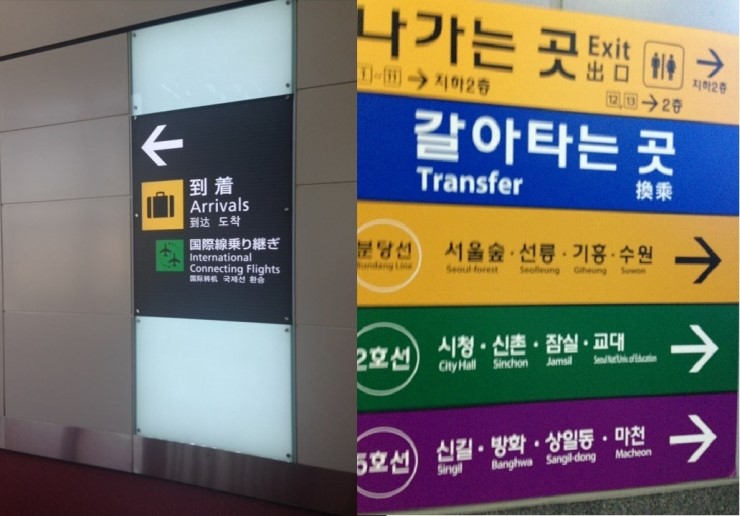 到着
Arrivals
到达 도착
国際線乗り継ぎ
International
Connecting Flights
国际转机 국제선 환승
나가는 곳 Exit 出口
1~11 → 지하2층
지하2층
12, 13 → 2층
갈아타는 곳
Transfer 換乗
분당선 서울숲·선릉·기흥·수원
Bundang Line Seoul-forest Seolleung Giheung Suwon
2호선 시청·신촌·잠실·교대
City Hall Sinchon Jamsil Seoul Nat'l Univ. of Education
5호선 신길·방화·상일동·마천
Singil Banghwa Sangil-dong Macheon